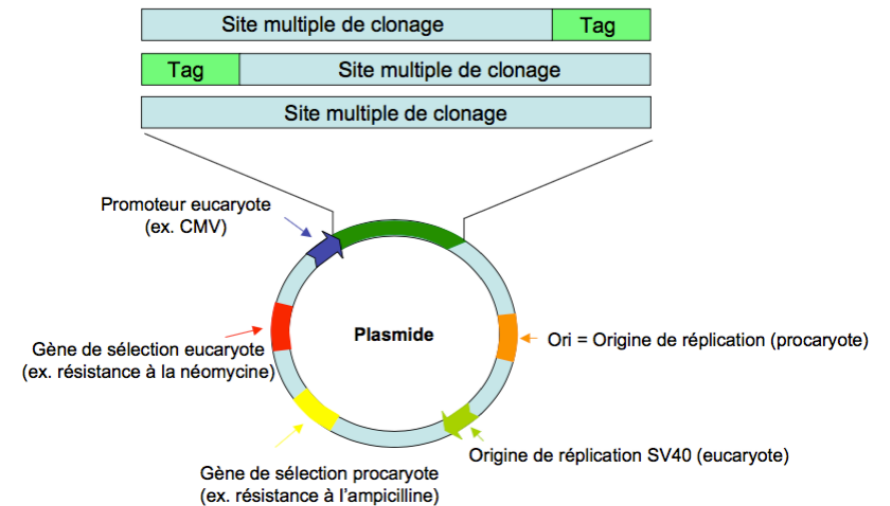 Site multiple de clonage Tag
Tag Site multiple de clonage
Site multiple de clonage
Promoteur eucaryote
(ex. CMV)
Plasmide
Ori = Origine de réplication (procaryote)
Gène de sélection eucaryote
(ex. résistance à la néomycine)
Origine de réplication SV40 (eucaryote)
Gène de sélection procaryote
(ex. résistance à l'ampicilline)